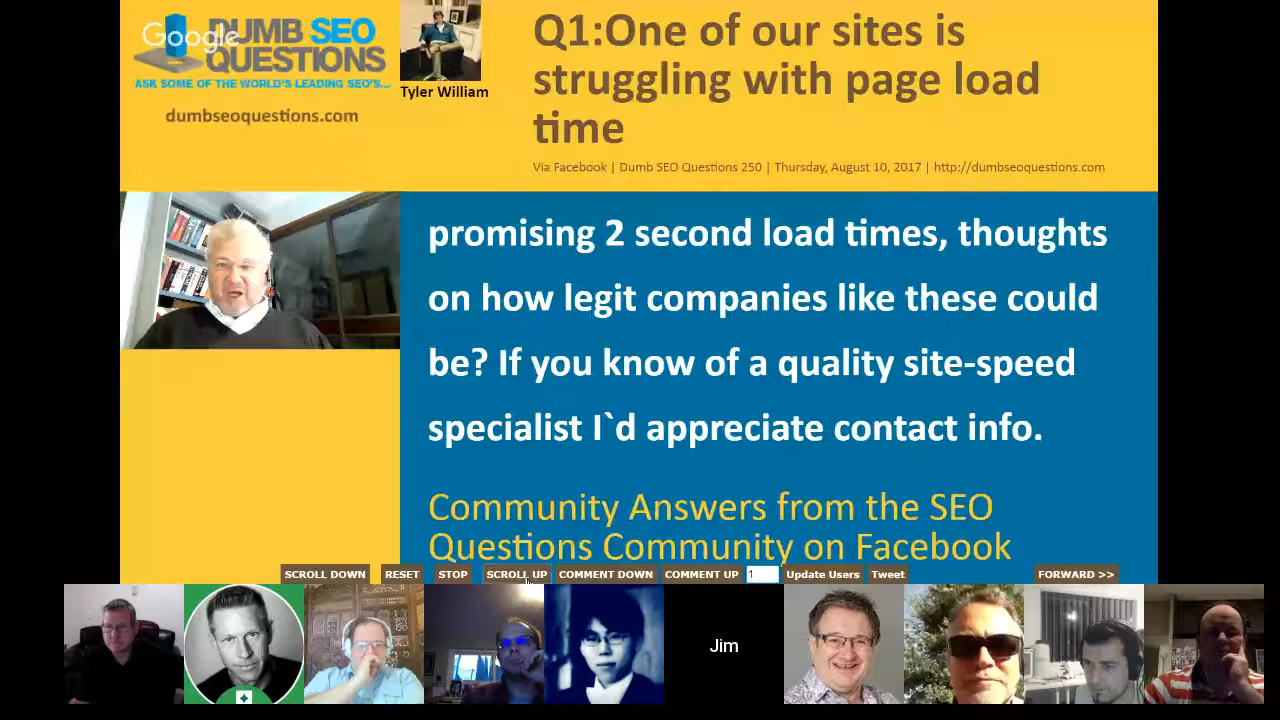 Google
DUMB SEO
QUESTIONS
ASK SOME OF THE WORLD'S LEADING SEO'S...
dumbseoquestions.com
Tyler William
Q1:One of our sites is
struggling with page load
time
Via Facebook | Dumb SEO Questions 250 | Thursday, August 10, 2017 | http://dumbseoquestions.com
promising 2 second load times, thoughts
on how legit companies like these could
be? If you know of a quality site-speed
specialist I`d appreciate contact info.
Community Answers from the SEO
Questions Community on Facebook
SCROLL DOWN RESET STOP SCROLL UP COMMENT DOWN COMMENT UP 1 Update Users Tweet FORWARD >>
Jim